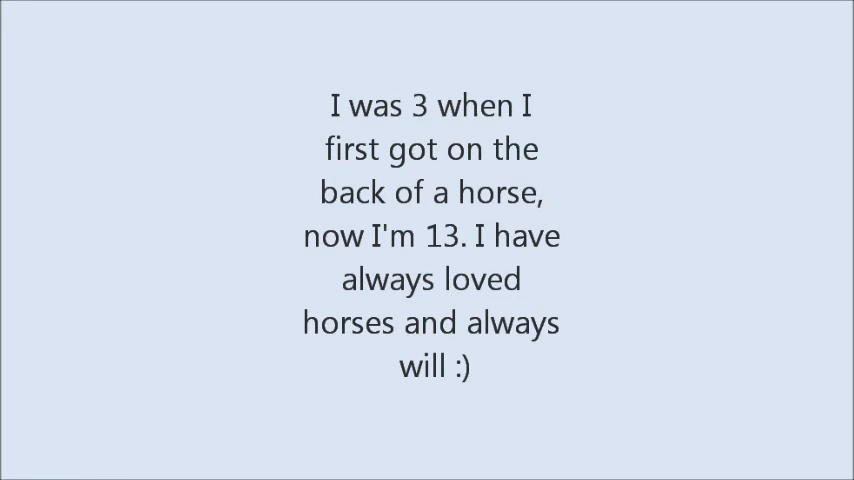 I was 3 when I
first got on the
back of a horse,
now I'm 13. I have
always loved
horses and always
will :)